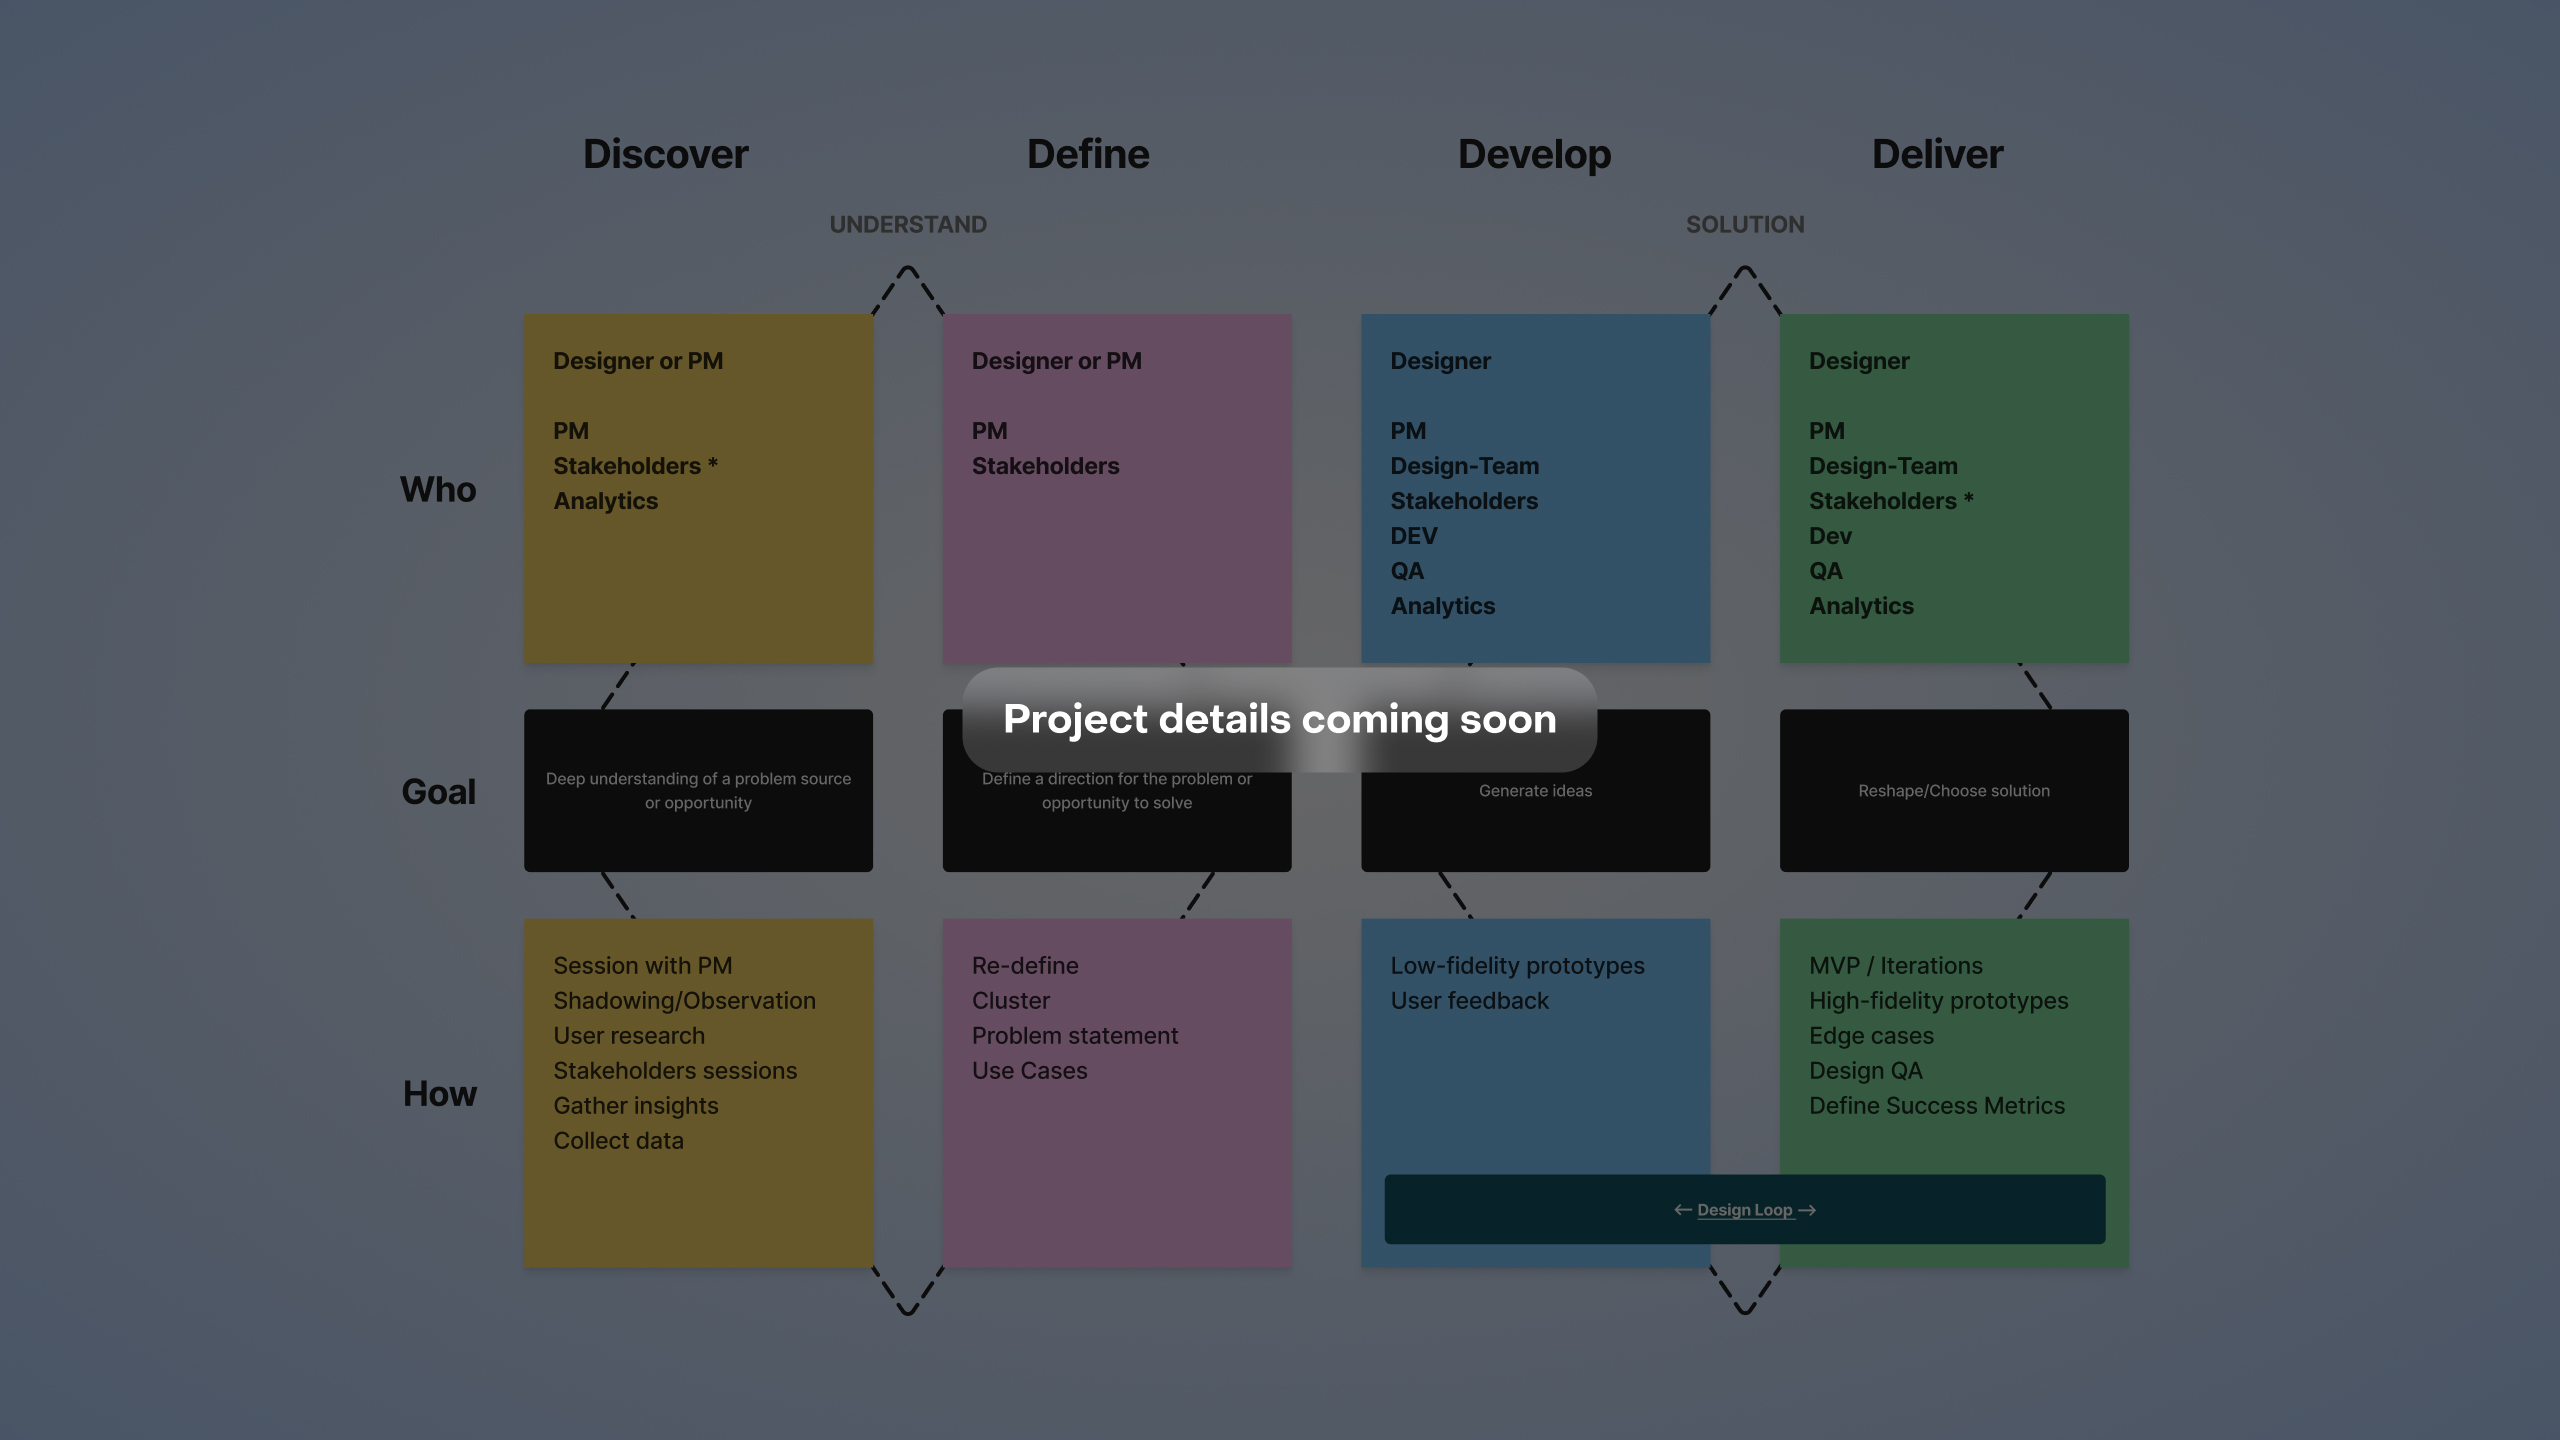 Discover
Define
Develop
Deliver
UNDERSTAND
SOLUTION
Who
Designer or PM
PM
Stakeholders *
Analytics
Designer or PM
PM
Stakeholders
Designer
PM
Design-Team
Stakeholders
DEV
QA
Analytics
Designer
PM
Design-Team
Stakeholders *
Dev
QA
Analytics
Project details coming soon
Goal
Deep understanding of a problem source
or opportunity
Define a direction for the problem or
opportunity to solve
Generate ideas
Reshape/Choose solution
How
Session with PM
Shadowing/Observation
User research
Stakeholders sessions
Gather insights
Collect data
Re-define
Cluster
Problem statement
Use Cases
Low-fidelity prototypes
User feedback
MVP / Iterations
High-fidelity prototypes
Edge cases
Design QA
Define Success Metrics
← Design Loop →